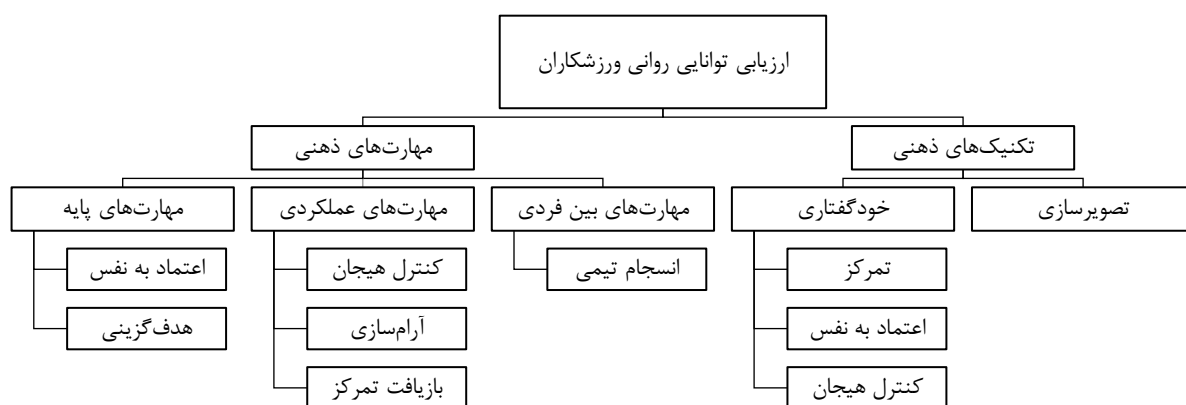 ارزیابی توانایی روانی ورزشکاران
تکنیک‌های ذهنی
مهارت‌های ذهنی
تصویرسازی
خودگفتاری
مهارت‌های بین فردی
مهارت‌های عملکردی
مهارت‌های پایه
تمرکز
انسجام تیمی
کنترل هیجان
اعتماد به نفس
اعتماد به نفس
آرام‌سازی
هدف‌گزینی
کنترل هیجان
بازیافت تمرکز